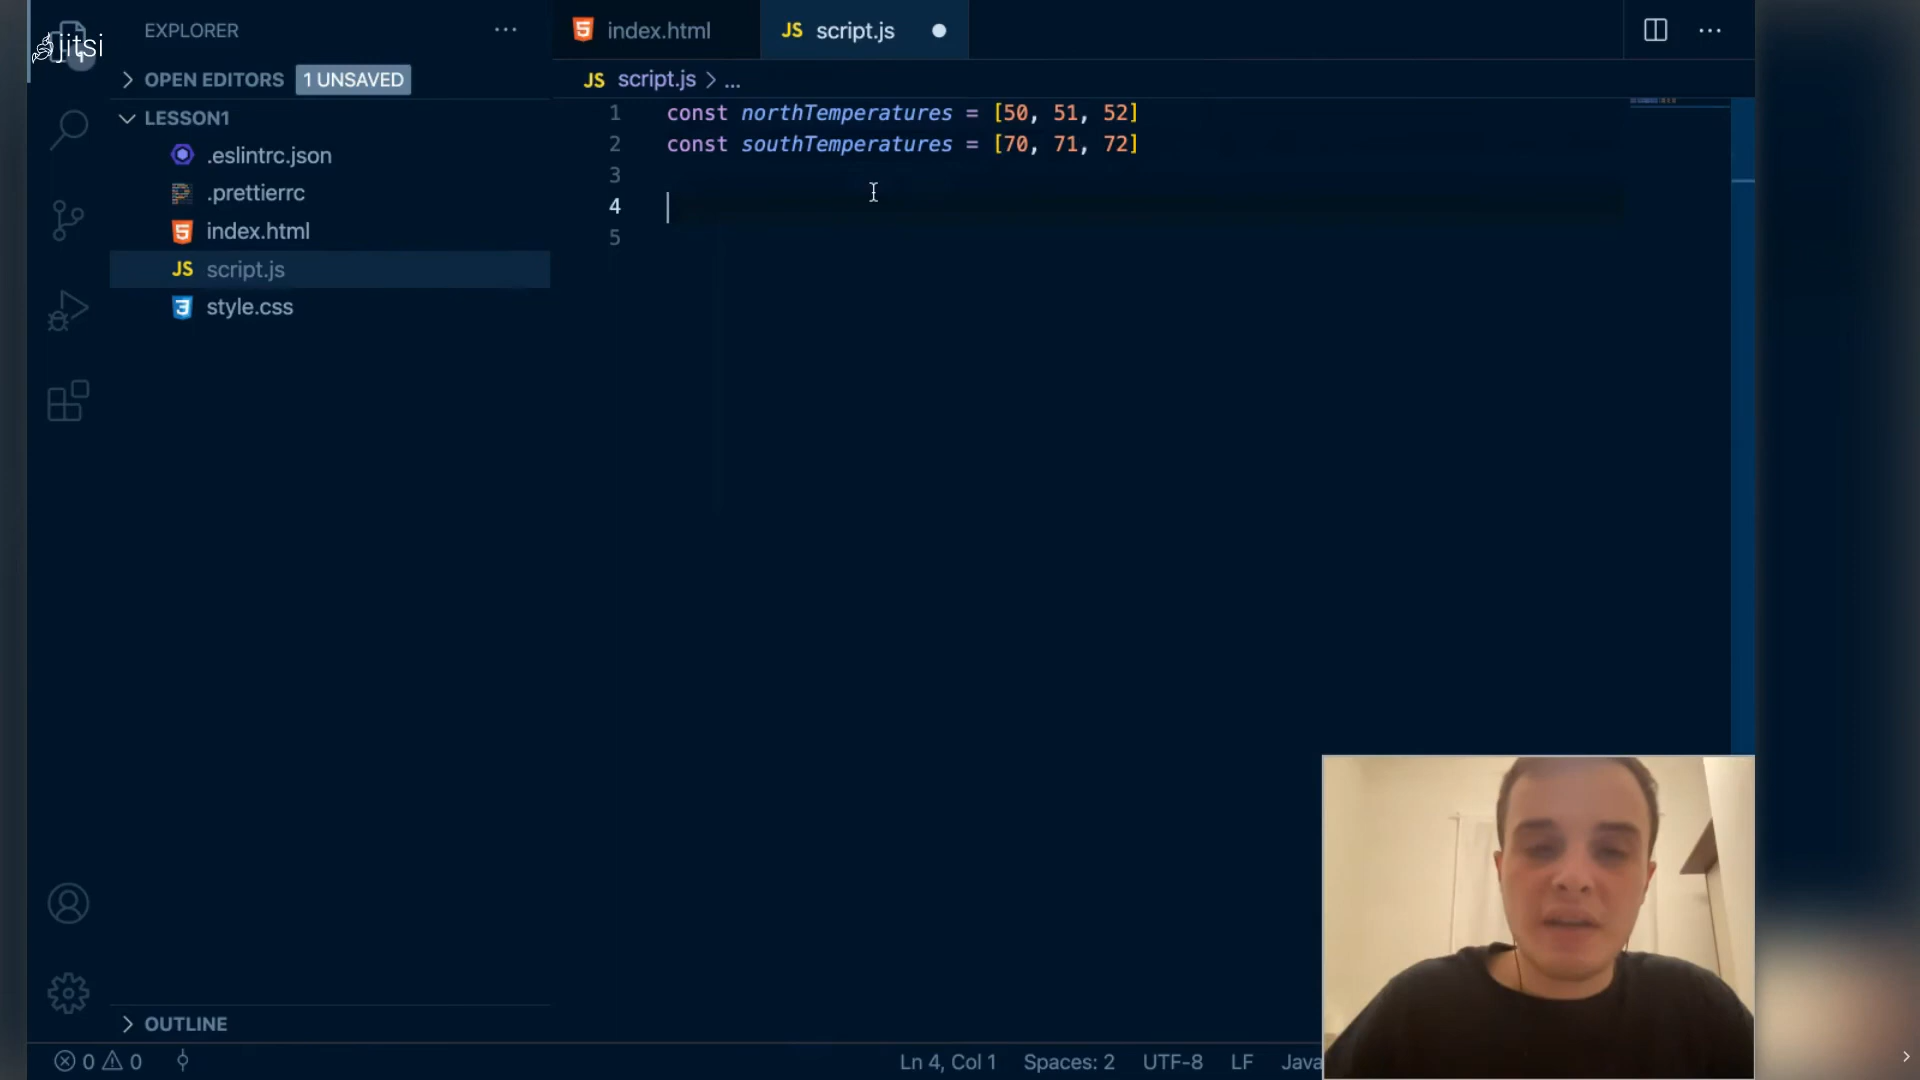 jitsi
EXPLORER
OPEN EDITORS 1 UNSAVED
LESSON1
.eslintrc.json
.prettierrc
index.html
JS script.js
style.css
OUTLINE
index.html
JS script.js
JS script.js > ...
1 const northTemperatures = [50, 51, 52]
2 const southTemperatures = [70, 71, 72]
3
4
5
0 0
Ln 4, Col 1 Spaces: 2 UTF-8 LF Java